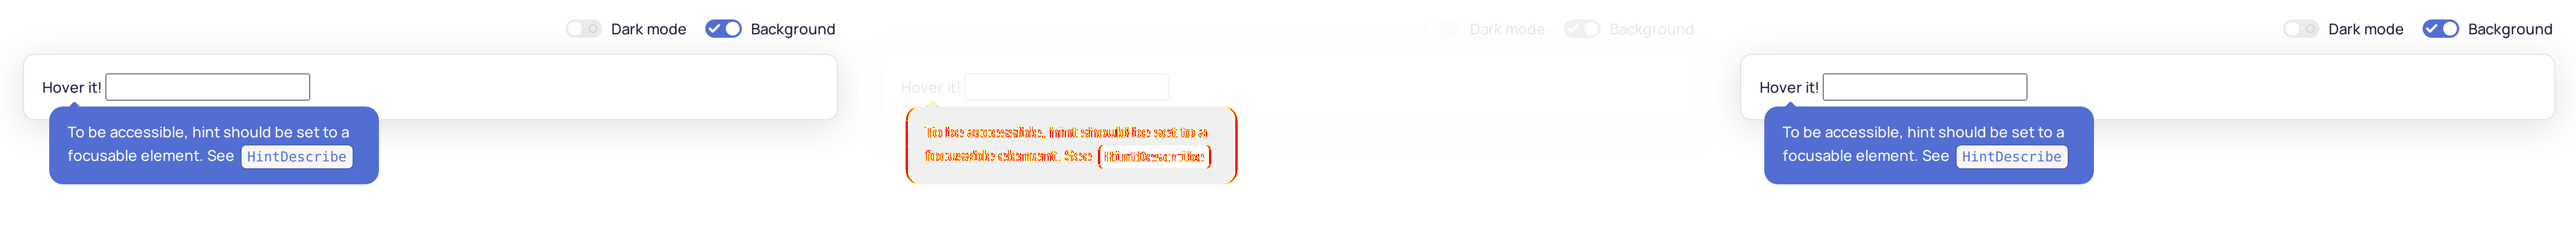 Dark mode Background
Hover it!
To be accessible, hint should be set to a
focusable element. See HintDescribe
Dark mode Background
Hover it!
To be accessible, hint should be set to a
focusable element. See HintDescribe
Dark mode Background
Hover it!
To be accessible, hint should be set to a
focusable element. See HintDescribe